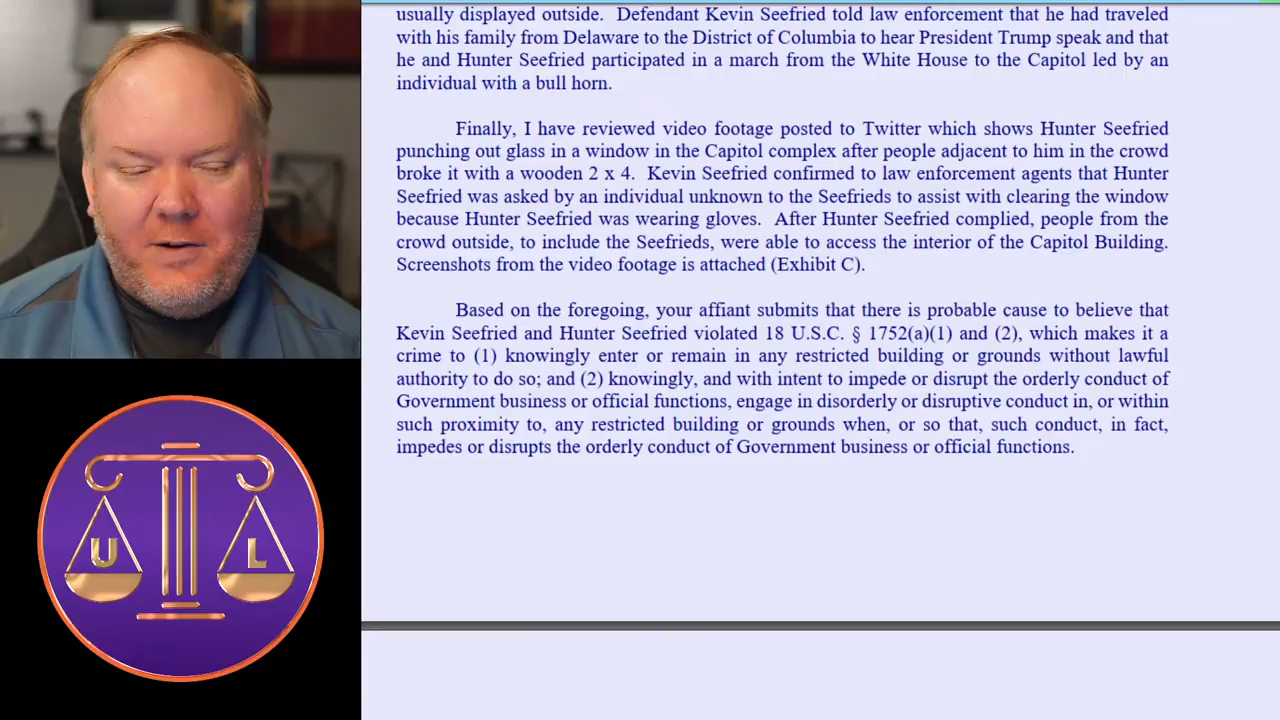 usually displayed outside. Defendant Kevin Seefried told law enforcement that he had traveled
with his family from Delaware to the District of Columbia to hear President Trump speak and that
he and Hunter Seefried participated in a march from the White House to the Capitol led by an
individual with a bull horn.
Finally, I have reviewed video footage posted to Twitter which shows Hunter Seefried
punching out glass in a window in the Capitol complex after people adjacent to him in the crowd
broke it with a wooden 2 x 4. Kevin Seefried confirmed to law enforcement agents that Hunter
Seefried was asked by an individual unknown to the Seefrieds to assist with clearing the window
because Hunter Seefried was wearing gloves. After Hunter Seefried complied, people from the
crowd outside, to include the Seefrieds, were able to access the interior of the Capitol Building.
Screenshots from the video footage is attached (Exhibit C).
Based on the foregoing, your affiant submits that there is probable cause to believe that
Kevin Seefried and Hunter Seefried violated 18 U.S.C. § 1752(a)(1) and (2), which makes it a
crime to (1) knowingly enter or remain in any restricted building or grounds without lawful
authority to do so; and (2) knowingly, and with intent to impede or disrupt the orderly conduct of
Government business or official functions, engage in disorderly or disruptive conduct in, or within
such proximity to, any restricted building or grounds when, or so that, such conduct, in fact,
impedes or disrupts the orderly conduct of Government business or official functions.
U L